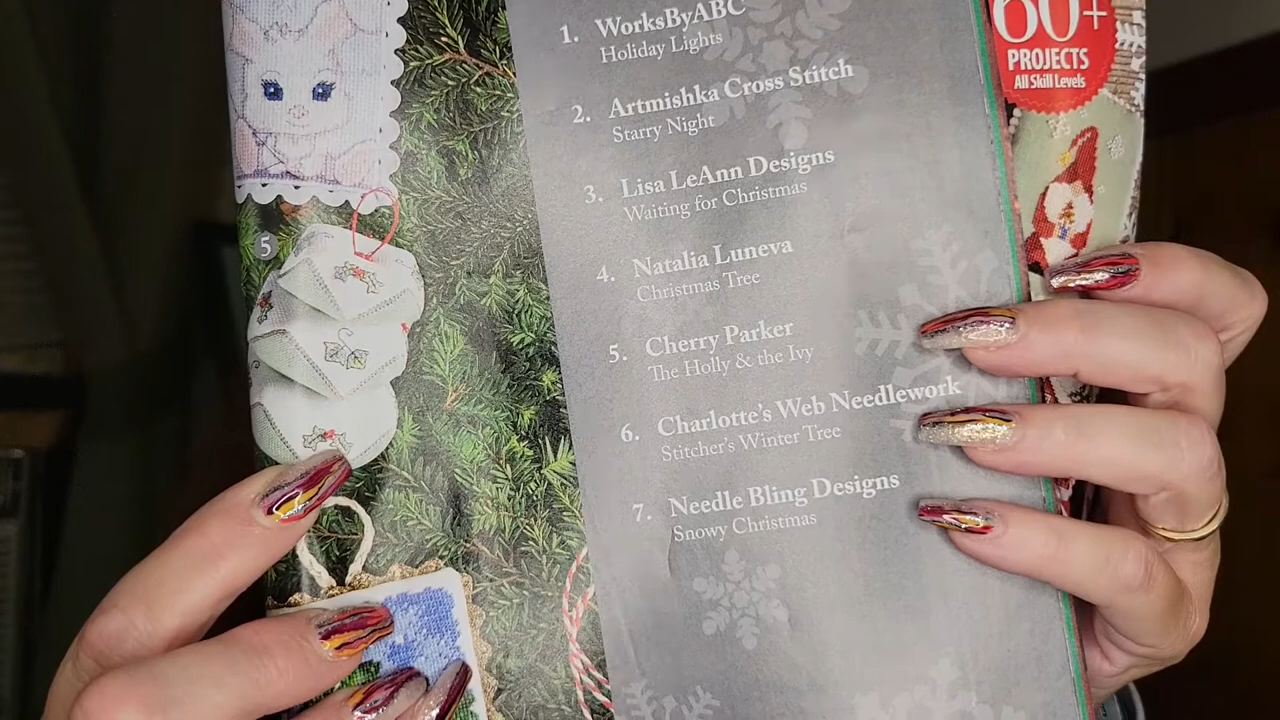 1. WorksByABC
Holiday Lights
2. Artmishka Cross Stitch
Starry Night
3. Lisa LeAnn Designs
Waiting for Christmas
4. Natalia Luneva
Christmas Tree
5. Cherry Parker
The Holly & the Ivy
6. Charlotte's Web Needlework
Stitcher's Winter Tree
7. Needle Bling Designs
Snowy Christmas
5
60+
PROJECTS
All Skill Levels